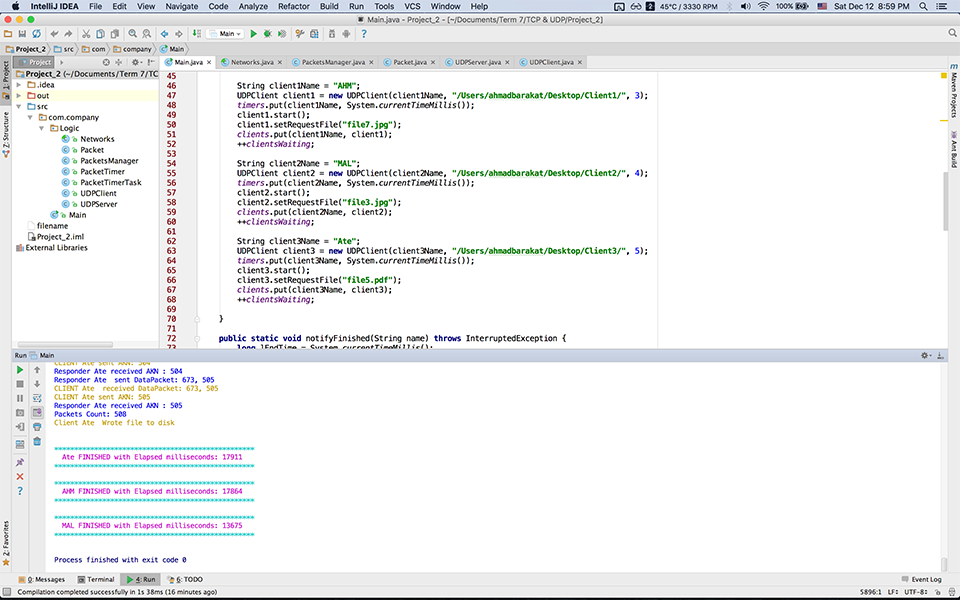 IntelliJ IDEA File Edit View Navigate Code Analyze Refactor Build Run Tools VCS Window Help 2 45°C / 3330 RPM 100% Sat Dec 12 8:59 PM
Main.java - Project_2 - [~/Documents/Term 7/TCP & UDP/Project_2]
Main
Project_2 src com company Main
Project
Main.java Networks.java PacketsManager.java Packet.java UDPServer.java UDPClient.java
1: Project
Z: Structure
2: Favorites
Maven Projects
Ant Build
Project_2 (~/Documents/Term 7/TC
.idea
out
src
com.company
Logic
Networks
Packet
PacketsManager
PacketTimer
PacketTimerTask
UDPClient
UDPServer
Main
filename
Project_2.iml
External Libraries
45
46 String client1Name = "AHM";
47 UDPClient client1 = new UDPClient(client1Name, "/Users/ahmadbarakat/Desktop/Client1/", 3);
48 timers.put(client1Name, System.currentTimeMillis());
49 client1.start();
50 client1.setRequestFile("file7.jpg");
51 clients.put(client1Name, client1);
52 ++clientsWaiting;
53
54 String client2Name = "MAL";
55 UDPClient client2 = new UDPClient(client2Name, "/Users/ahmadbarakat/Desktop/Client2/", 4);
56 timers.put(client2Name, System.currentTimeMillis());
57 client2.start();
58 client2.setRequestFile("file3.jpg");
59 clients.put(client2Name, client2);
60 ++clientsWaiting;
61
62 String client3Name = "Ate";
63 UDPClient client3 = new UDPClient(client3Name, "/Users/ahmadbarakat/Desktop/Client3/", 5);
64 timers.put(client3Name, System.currentTimeMillis());
65 client3.start();
66 client3.setRequestFile("file5.pdf");
67 clients.put(client3Name, client3);
68 ++clientsWaiting;
69
70 }
71
72 public static void notifyFinished(String name) throws InterruptedException {
73 long lEndTime = System.currentTimeMillis();
Run Main
CLIENT Ate sent AKN: 504
Responder Ate received AKN : 504
Responder Ate sent DataPacket: 673, 505
CLIENT Ate received DataPacket: 673, 505
CLIENT Ate sent AKN: 505
Responder Ate received AKN : 505
Packets Count: 508
Client Ate Wrote file to disk
Ate FINISHED with Elapsed milliseconds: 17911
AHM FINISHED with Elapsed milliseconds: 17864
MAL FINISHED with Elapsed milliseconds: 13675
Process finished with exit code 0
0: Messages Terminal 4: Run 6: TODO Event Log
Compilation completed successfully in 1s 38ms (16 minutes ago) 5896:1 LF÷ UTF-8÷